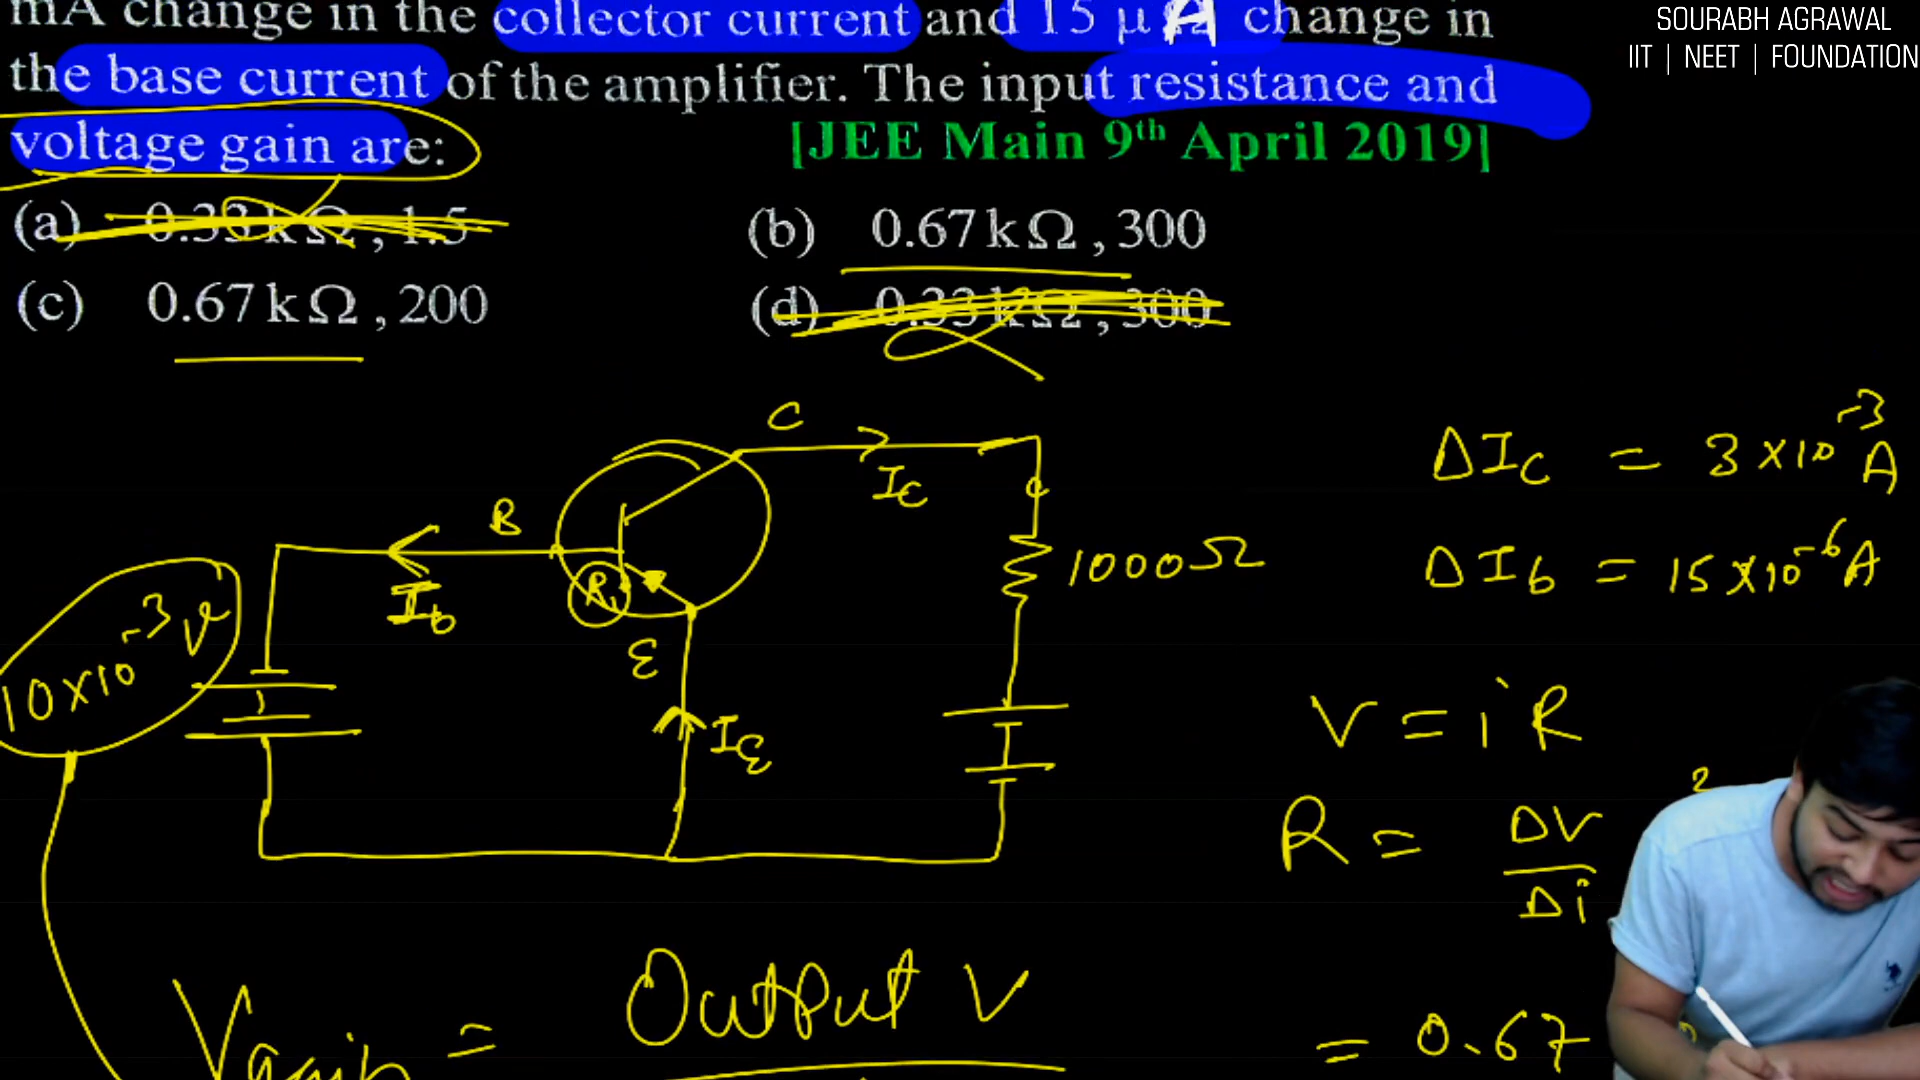 mA change in the collector current and 15 μ A change in
the base current of the amplifier. The input resistance and
voltage gain are:
[JEE Main 9th April 2019]
SOURABH AGRAWAL
IIT | NEET | FOUNDATION
(a) 0.33 kΩ, 1.5
(b) 0.67 kΩ, 300
(c) 0.67 kΩ, 200
(d) 0.33 kΩ, 300
C
IC
B
Ib
R1
E
IE
1000Ω
10×10⁻³ V
ΔIC = 3×10⁻³ A
ΔIb = 15×10⁻⁶ A
V = iR
R = ΔV
Δi
2
= 0.67
Vgain = Output V